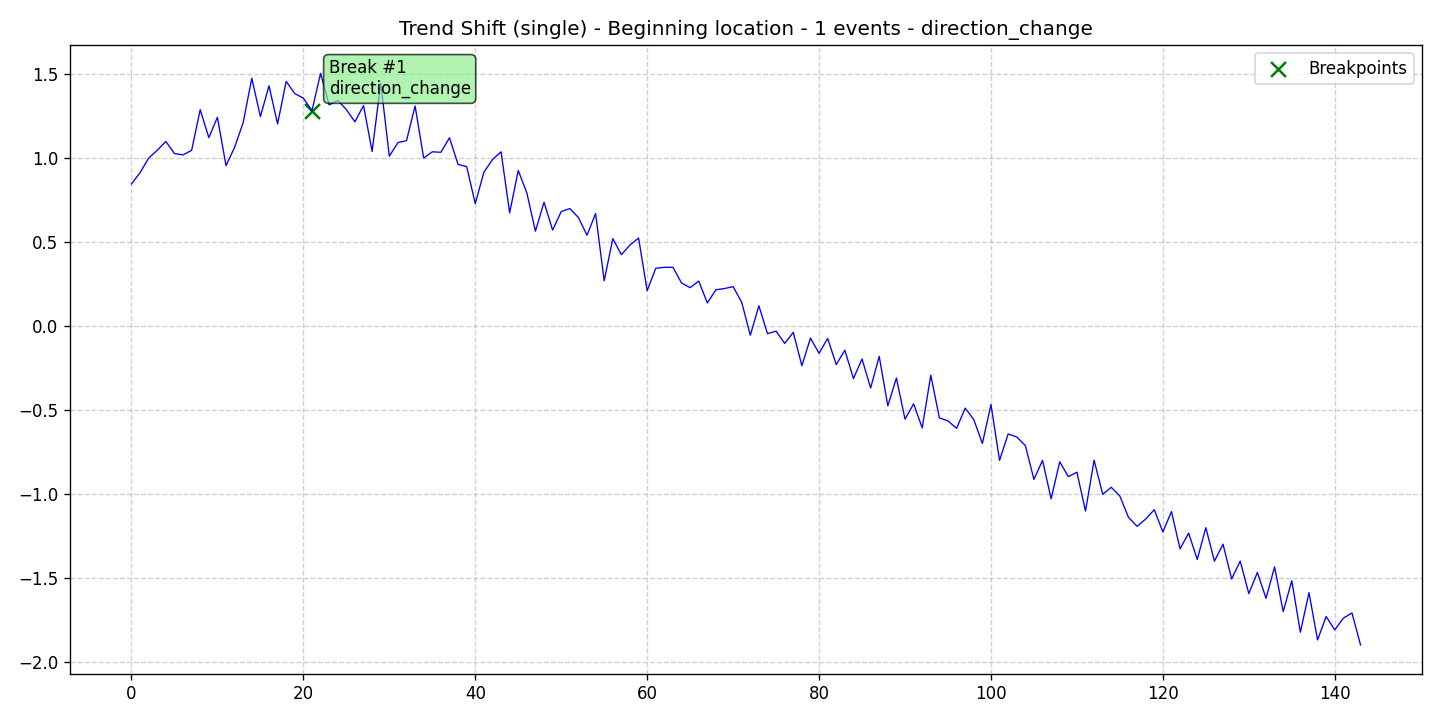 Trend Shift (single) - Beginning location - 1 events - direction_change
Break #1
direction_change
Breakpoints
1.5
1.0
0.5
0.0
−0.5
−1.0
−1.5
−2.0
0 20 40 60 80 100 120 140